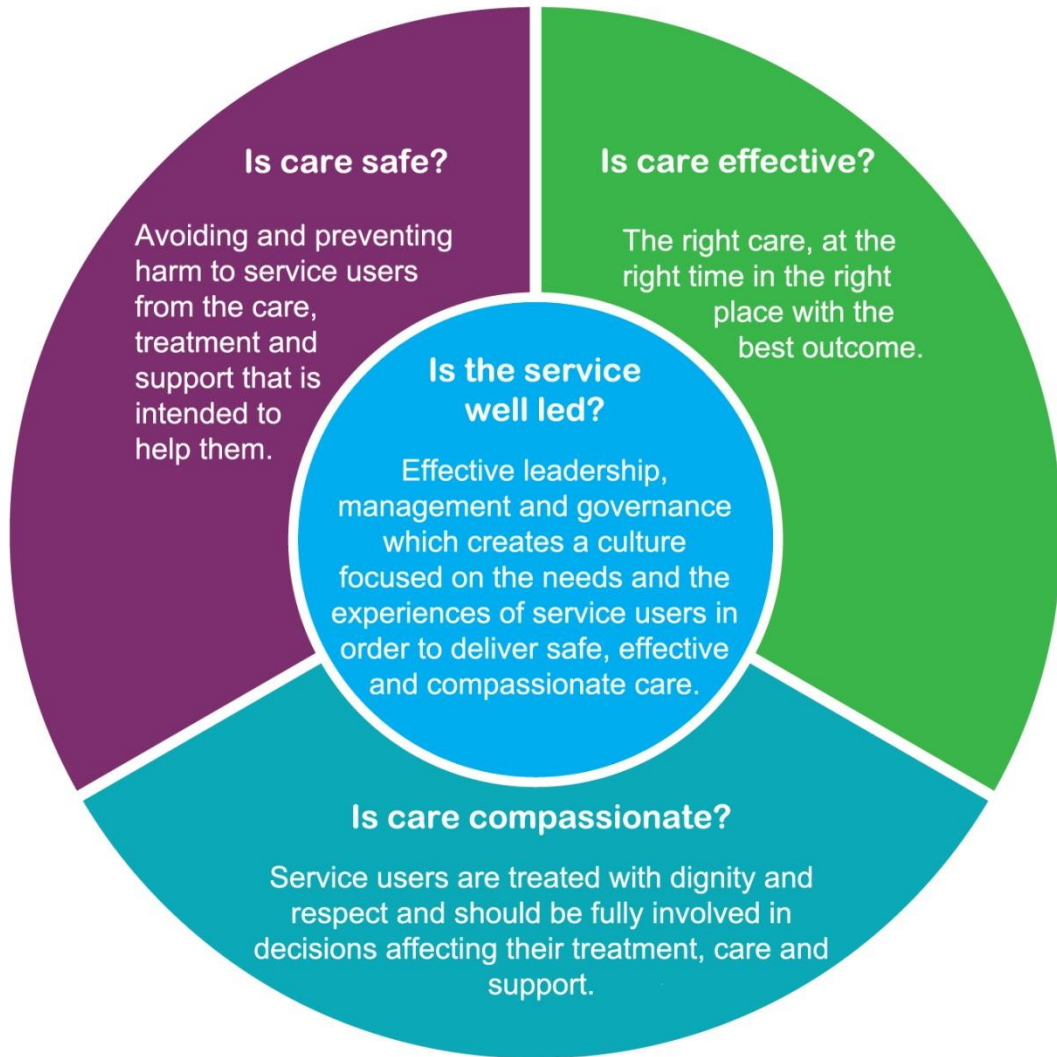 Is care safe?
Avoiding and preventing
harm to service users
from the care,
treatment and
support that is
intended to
help them.
Is care effective?
The right care, at the
right time in the right
place with the
best outcome.
Is the service
well led?
Effective leadership,
management and governance
which creates a culture
focused on the needs and the
experiences of service users in
order to deliver safe, effective
and compassionate care.
Is care compassionate?
Service users are treated with dignity and
respect and should be fully involved in
decisions affecting their treatment, care and
support.